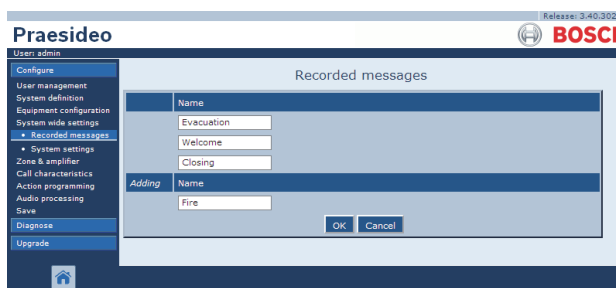 Release: 3.40.302
Praesideo
BOSCH
User: admin
Configure
User management
System definition
Equipment configuration
System wide settings
• Recorded messages
• System settings
Zone & amplifier
Call characteristics
Action programming
Audio processing
Save
Diagnose
Upgrade
Recorded messages
Name
Evacuation
Welcome
Closing
Adding Name
Fire
OK Cancel